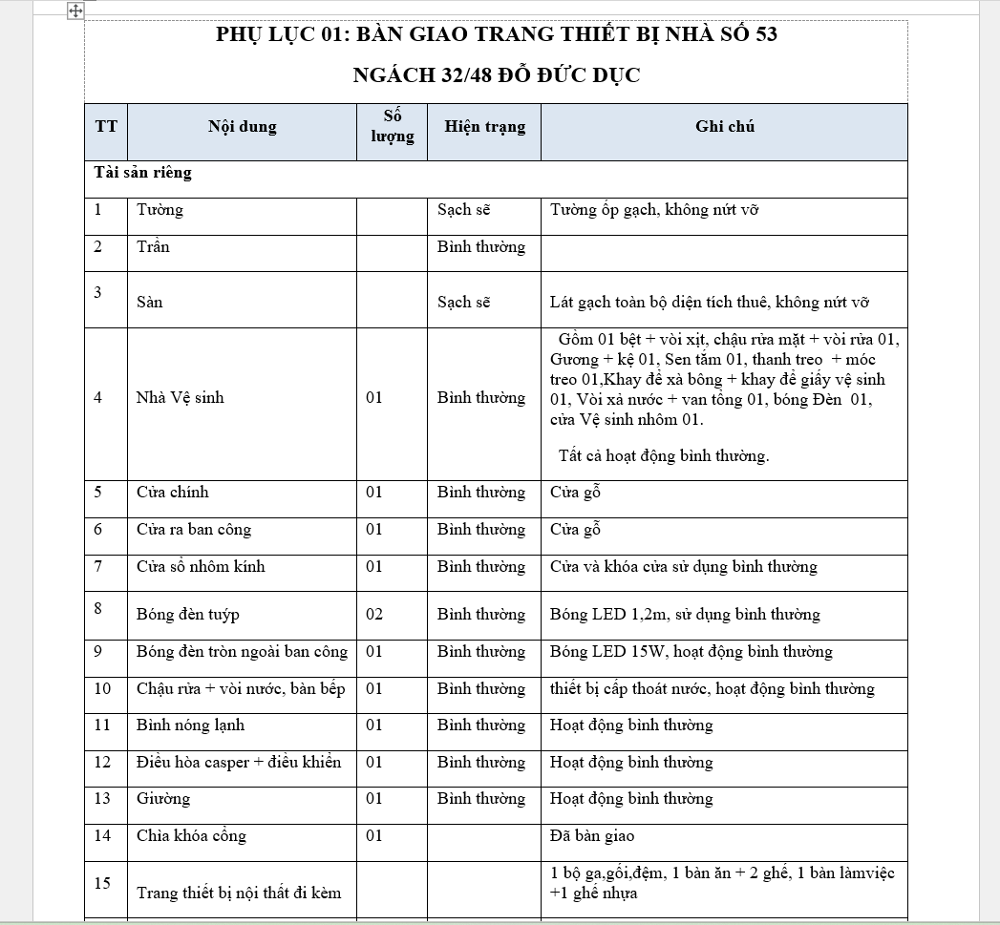 PHỤ LỤC 01: BÀN GIAO TRANG THIẾT BỊ NHÀ SỐ 53
NGÁCH 32/48 ĐỖ ĐỨC DỤC
TT Nội dung Số lượng Hiện trạng Ghi chú
Tài sản riêng
1 Tường Sạch sẽ Tường ốp gạch, không nứt vỡ
2 Trần Bình thường
3 Sàn Sạch sẽ Lát gạch toàn bộ diện tích thuê, không nứt vỡ
4 Nhà Vệ sinh 01 Bình thường
Gồm 01 bệt + vòi xịt, chậu rửa mặt + vòi rửa 01,
Gương + kệ 01, Sen tắm 01, thanh treo + móc
treo 01,Khay để xà bông + khay để giấy vệ sinh
01, Vòi xả nước + van tổng 01, bóng Đèn 01,
cửa Vệ sinh nhôm 01.
Tất cả hoạt động bình thường.
5 Cửa chính 01 Bình thường Cửa gỗ
6 Cửa ra ban công 01 Bình thường Cửa gỗ
7 Cửa sổ nhôm kính 01 Bình thường Cửa và khóa cửa sử dụng bình thường
8 Bóng đèn tuýp 02 Bình thường Bóng LED 1,2m, sử dụng bình thường
9 Bóng đèn tròn ngoài ban công 01 Bình thường Bóng LED 15W, hoạt động bình thường
10 Chậu rửa + vòi nước, bàn bếp 01 Bình thường thiết bị cấp thoát nước, hoạt động bình thường
11 Bình nóng lạnh 01 Bình thường Hoạt động bình thường
12 Điều hòa casper + điều khiển 01 Bình thường Hoạt động bình thường
13 Giường 01 Bình thường Hoạt động bình thường
14 Chìa khóa cổng 01 Đã bàn giao
15 Trang thiết bị nội thất đi kèm 1 bộ ga,gối,đệm, 1 bàn ăn + 2 ghế, 1 bàn làmviệc
+1 ghế nhựa